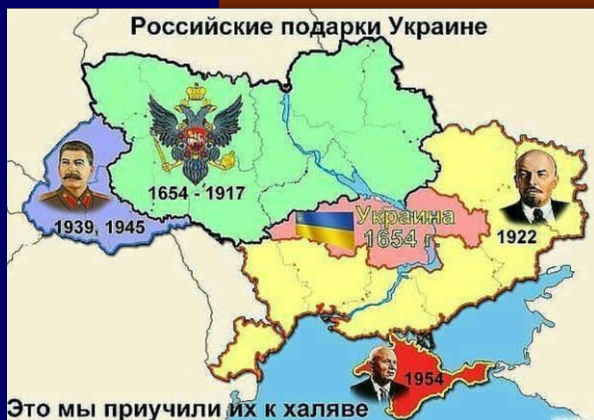 Российские подарки Украине
1654 - 1917
1939, 1945
Украина
1654 г.
1922
1954
Это мы приучили их к халяве